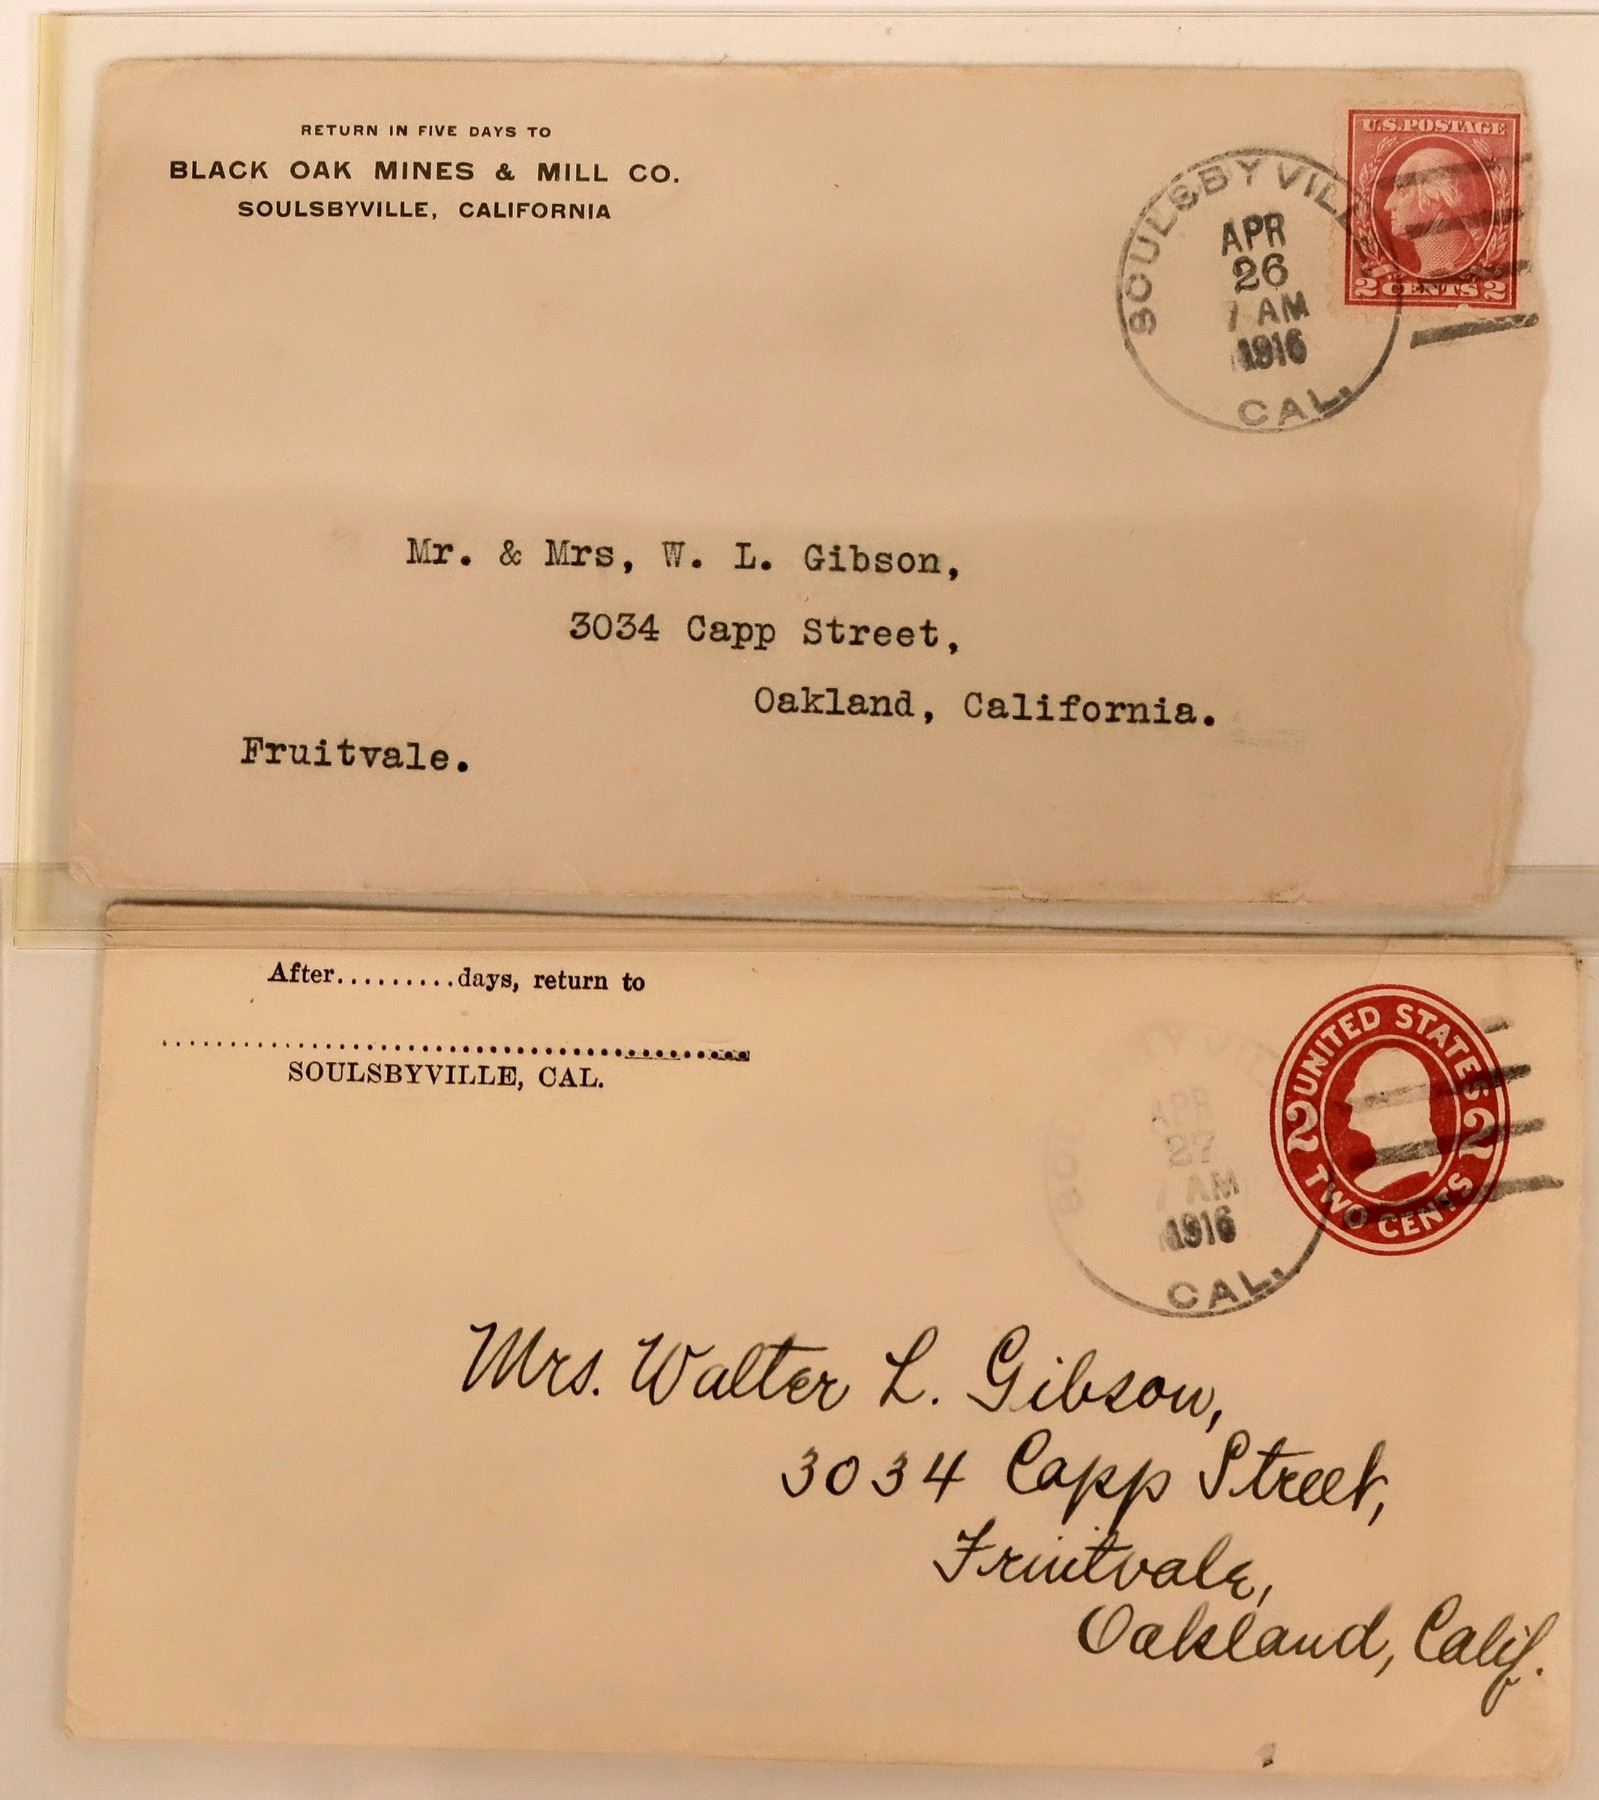 RETURN IN FIVE DAYS TO
BLACK OAK MINES & MILL CO.
SOULSBYVILLE, CALIFORNIA
U.S.POSTAGE
2 CENTS 2
SOULSBYVILLE
APR
26
7 AM
1916
CAL.
Mr. & Mrs, W. L. Gibson,
3034 Capp Street,
Oakland, California.
Fruitvale.
After.........days, return to
SOULSBYVILLE, CAL.
UNITED STATES
2 2
TWO CENTS
SOULSBYVILLE
APR
27
7 AM
1916
CAL.
Mrs. Walter L. Gibson,
3034 Capp Street,
Fruitvale,
Oakland, Calif.